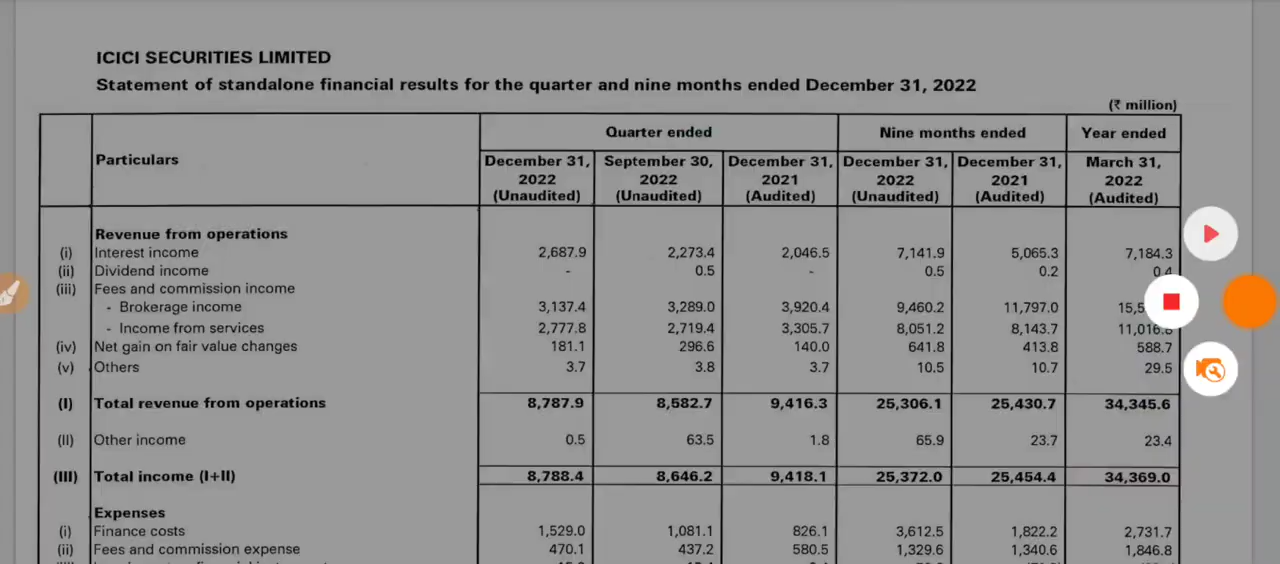 ICICI SECURITIES LIMITED
Statement of standalone financial results for the quarter and nine months ended December 31, 2022
(₹ million)
Particulars Quarter ended Nine months ended Year ended
December 31, 2022 (Unaudited) September 30, 2022 (Unaudited) December 31, 2021 (Audited) December 31, 2022 (Unaudited) December 31, 2021 (Audited) March 31, 2022 (Audited)
Revenue from operations
(i) Interest income 2,687.9 2,273.4 2,046.5 7,141.9 5,065.3 7,184.3
(ii) Dividend income - 0.5 - 0.5 0.2 0.4
(iii) Fees and commission income
- Brokerage income 3,137.4 3,289.0 3,920.4 9,460.2 11,797.0
- Income from services 2,777.8 2,719.4 3,305.7 8,051.2 8,143.7 11,016.8
(iv) Net gain on fair value changes 181.1 296.6 140.0 641.8 413.8 588.7
(v) Others 3.7 3.8 3.7 10.5 10.7 29.5
(I) Total revenue from operations 8,787.9 8,582.7 9,416.3 25,306.1 25,430.7 34,345.6
(II) Other income 0.5 63.5 1.8 65.9 23.7 23.4
(III) Total income (I+II) 8,788.4 8,646.2 9,418.1 25,372.0 25,454.4 34,369.0
Expenses
(i) Finance costs 1,529.0 1,081.1 826.1 3,612.5 1,822.2 2,731.7
(ii) Fees and commission expense 470.1 437.2 580.5 1,329.6 1,340.6 1,846.8